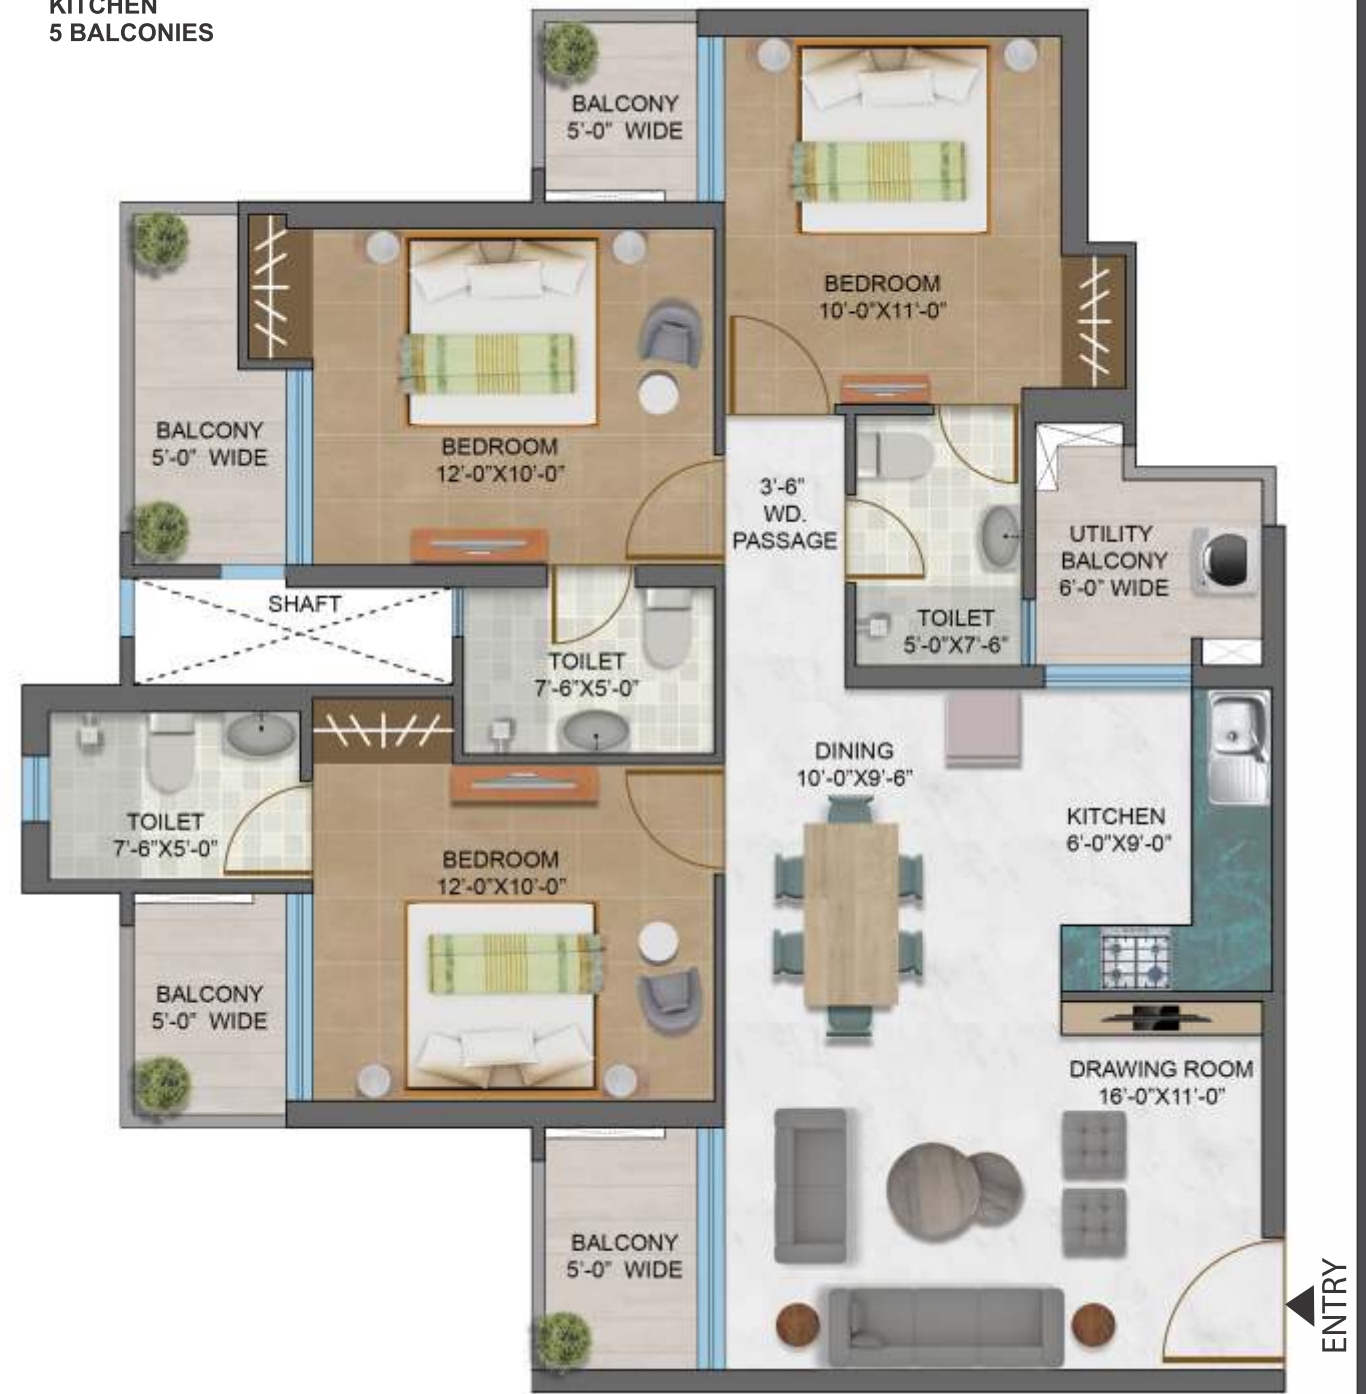 KITCHEN
5 BALCONIES
BALCONY
5'-0" WIDE
BEDROOM
10'-0"X11'-0"
BALCONY
5'-0" WIDE
BEDROOM
12'-0"X10'-0"
3'-6"
WD.
PASSAGE
UTILITY
BALCONY
6'-0" WIDE
SHAFT
TOILET
5'-0"X7'-6"
TOILET
7'-6"X5'-0"
DINING
10'-0"X9'-6"
TOILET
7'-6"X5'-0"
KITCHEN
6'-0"X9'-0"
BEDROOM
12'-0"X10'-0"
BALCONY
5'-0" WIDE
DRAWING ROOM
16'-0"X11'-0"
BALCONY
5'-0" WIDE
ENTRY